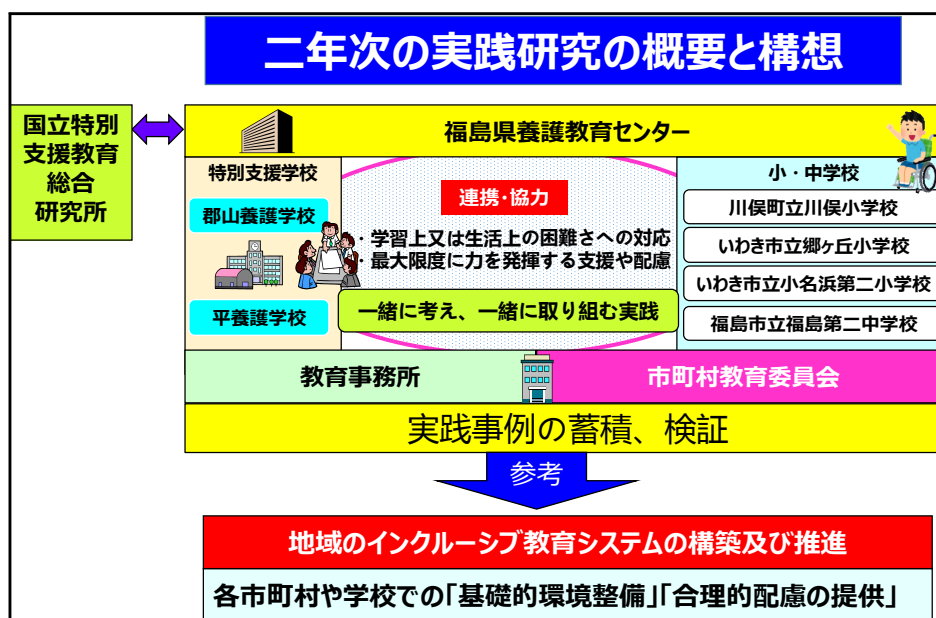 二年次の実践研究の概要と構想
国立特別
支援教育
総合
研究所
福島県養護教育センター
特別支援学校
郡山養護学校
平養護学校
連携・協力
・学習上又は生活上の困難さへの対応
・最大限度に力を発揮する支援や配慮
一緒に考え、一緒に取り組む実践
小・中学校
川俣町立川俣小学校
いわき市立郷ヶ丘小学校
いわき市立小名浜第二小学校
福島市立福島第二中学校
教育事務所
市町村教育委員会
実践事例の蓄積、検証
参考
地域のインクルーシブ教育システムの構築及び推進
各市町村や学校での「基礎的環境整備」「合理的配慮の提供」